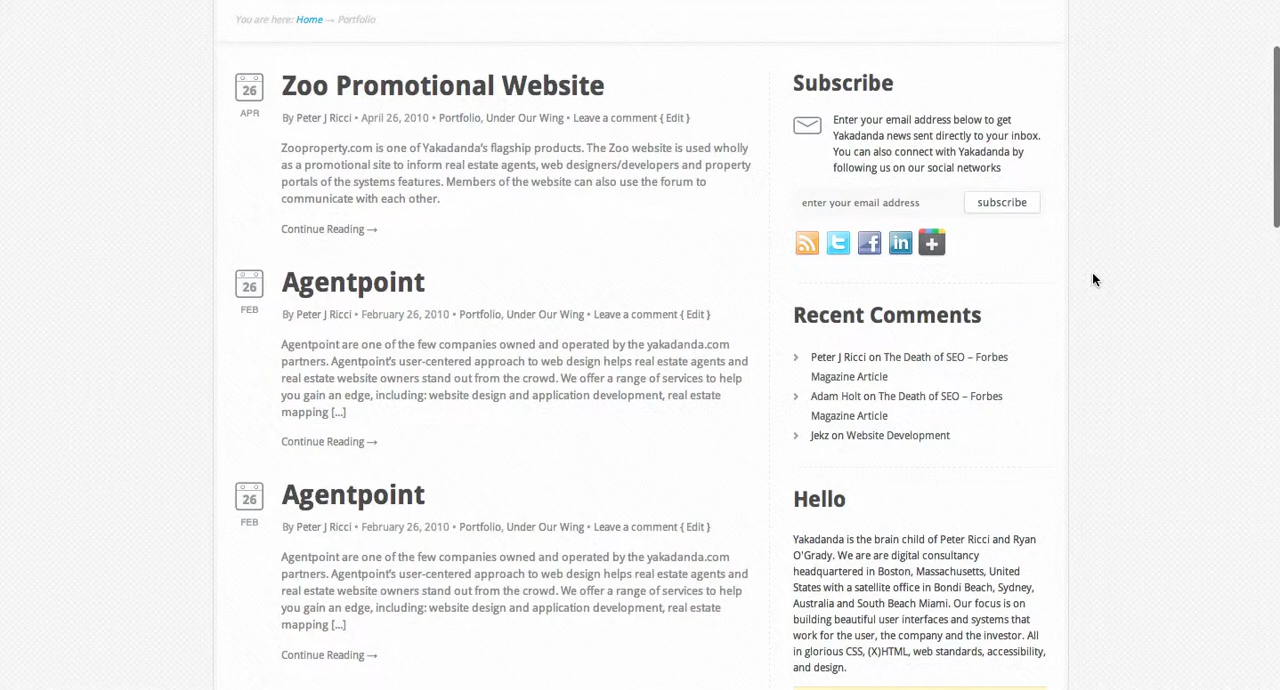 You are here: Home → Portfolio
26
APR
Zoo Promotional Website
By Peter J Ricci • April 26, 2010 • Portfolio, Under Our Wing • Leave a comment { Edit }
Zooproperty.com is one of Yakadanda's flagship products. The Zoo website is used wholly
as a promotional site to inform real estate agents, web designers/developers and property
portals of the systems features. Members of the website can also use the forum to
communicate with each other.
Continue Reading →
26
FEB
Agentpoint
By Peter J Ricci • February 26, 2010 • Portfolio, Under Our Wing • Leave a comment { Edit }
Agentpoint are one of the few companies owned and operated by the yakadanda.com
partners. Agentpoint's user-centered approach to web design helps real estate agents and
real estate website owners stand out from the crowd. We offer a range of services to help
you gain an edge, including: website design and application development, real estate
mapping [...]
Continue Reading →
26
FEB
Agentpoint
By Peter J Ricci • February 26, 2010 • Portfolio, Under Our Wing • Leave a comment { Edit }
Agentpoint are one of the few companies owned and operated by the yakadanda.com
partners. Agentpoint's user-centered approach to web design helps real estate agents and
real estate website owners stand out from the crowd. We offer a range of services to help
you gain an edge, including: website design and application development, real estate
mapping [...]
Continue Reading →
Subscribe
Enter your email address below to get
Yakadanda news sent directly to your inbox.
You can also connect with Yakadanda by
following us on our social networks
enter your email address
subscribe
Recent Comments
Peter J Ricci on The Death of SEO – Forbes
Magazine Article
Adam Holt on The Death of SEO – Forbes
Magazine Article
Jekz on Website Development
Hello
Yakadanda is the brain child of Peter Ricci and Ryan
O'Grady. We are are digital consultancy
headquartered in Boston, Massachusetts, United
States with a satellite office in Bondi Beach, Sydney,
Australia and South Beach Miami. Our focus is on
building beautiful user interfaces and systems that
work for the user, the company and the investor. All
in glorious CSS, (X)HTML, web standards, accessibility,
and design.